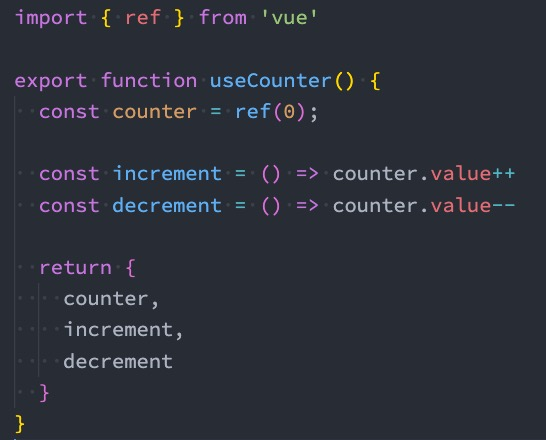 import { ref } from 'vue'
export function useCounter() {
const counter = ref(0);
const increment = () => counter.value++
const decrement = () => counter.value--
return {
counter,
increment,
decrement
}
}